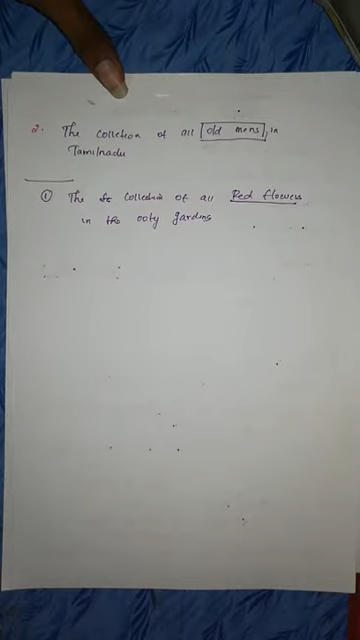 2. The collection of all old mens, in
Tamilnadu
① The collection of all Red flowers
in the ooty gardens